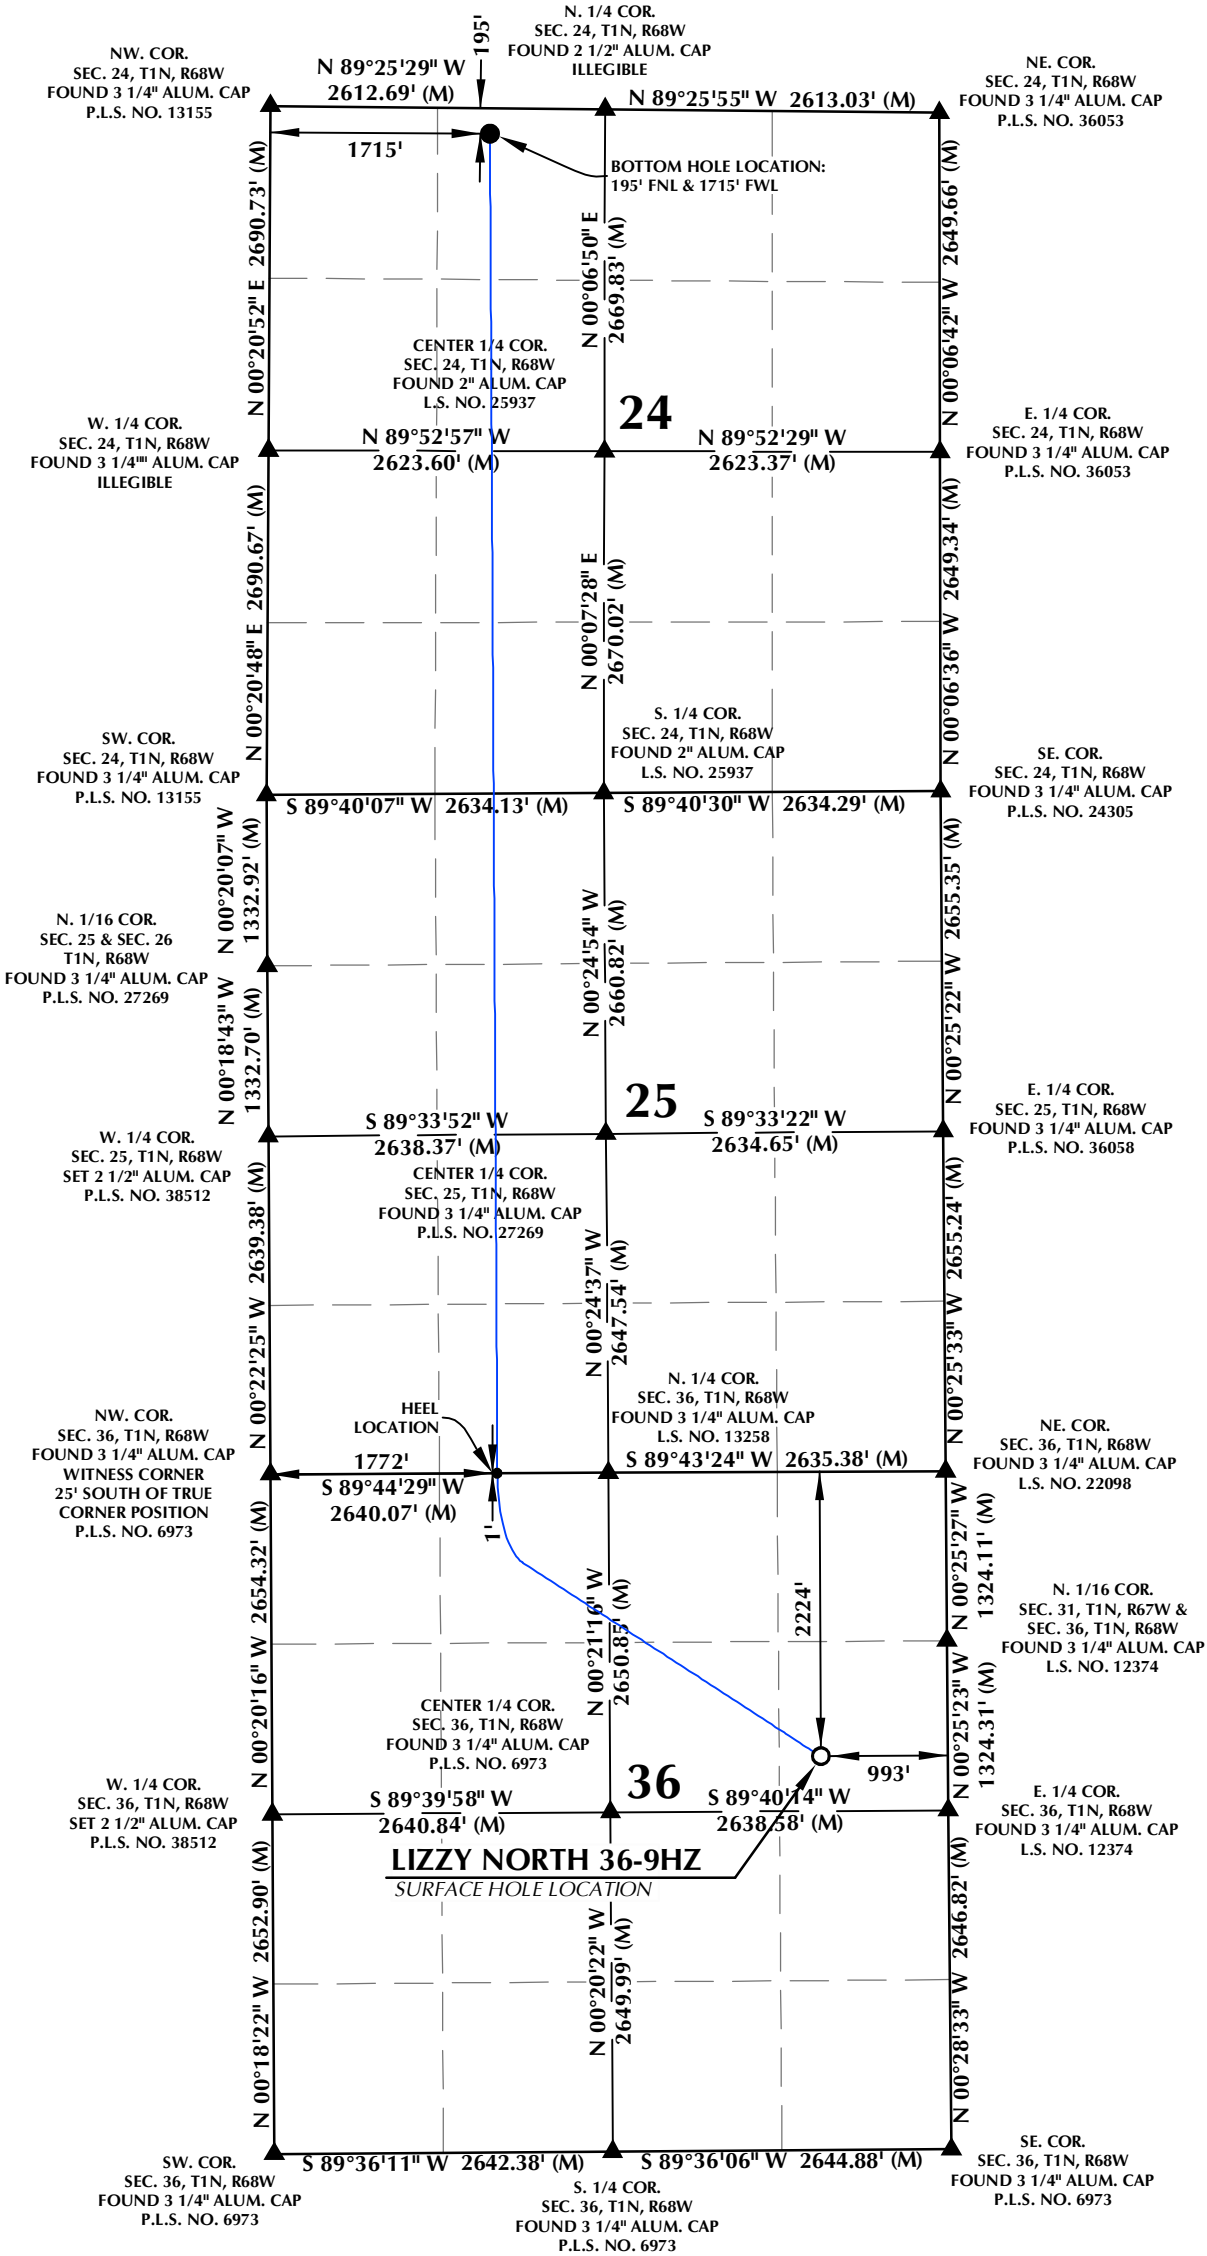 N. 1/4 COR.
SEC. 24, T1N, R68W
FOUND 2 1/2" ALUM. CAP
ILLEGIBLE
195'
NW. COR.
SEC. 24, T1N, R68W
FOUND 3 1/4" ALUM. CAP
P.L.S. NO. 13155
N 89°25'29" W
2612.69' (M)
N 89°25'55" W 2613.03' (M)
NE. COR.
SEC. 24, T1N, R68W
FOUND 3 1/4" ALUM. CAP
P.L.S. NO. 36053
1715'
BOTTOM HOLE LOCATION:
195' FNL & 1715' FWL
N 00°20'52" E 2690.73' (M)
N 00°06'50" E
2669.83' (M)
N 00°06'42" W 2649.66' (M)
CENTER 1/4 COR.
SEC. 24, T1N, R68W
FOUND 2" ALUM. CAP
L.S. NO. 25937
24
W. 1/4 COR.
SEC. 24, T1N, R68W
FOUND 3 1/4"" ALUM. CAP
ILLEGIBLE
N 89°52'57" W
2623.60' (M)
N 89°52'29" W
2623.37' (M)
E. 1/4 COR.
SEC. 24, T1N, R68W
FOUND 3 1/4" ALUM. CAP
P.L.S. NO. 36053
N 00°20'48" E 2690.67' (M)
N 00°07'28" E
2670.02' (M)
N 00°06'36" W 2649.34' (M)
S. 1/4 COR.
SEC. 24, T1N, R68W
FOUND 2" ALUM. CAP
L.S. NO. 25937
SW. COR.
SEC. 24, T1N, R68W
FOUND 3 1/4" ALUM. CAP
P.L.S. NO. 13155
S 89°40'07" W 2634.13' (M)
S 89°40'30" W 2634.29' (M)
SE. COR.
SEC. 24, T1N, R68W
FOUND 3 1/4" ALUM. CAP
P.L.S. NO. 24305
N 00°20'07" W
1332.92' (M)
N. 1/16 COR.
SEC. 25 & SEC. 26
T1N, R68W
FOUND 3 1/4" ALUM. CAP
P.L.S. NO. 27269
N 00°18'43" W
1332.70' (M)
N 00°24'54" W
2660.82' (M)
N 00°25'22" W 2655.35' (M)
25
W. 1/4 COR.
SEC. 25, T1N, R68W
SET 2 1/2" ALUM. CAP
P.L.S. NO. 38512
S 89°33'52" W
2638.37' (M)
S 89°33'22" W
2634.65' (M)
E. 1/4 COR.
SEC. 25, T1N, R68W
FOUND 3 1/4" ALUM. CAP
P.L.S. NO. 36058
CENTER 1/4 COR.
SEC. 25, T1N, R68W
FOUND 3 1/4" ALUM. CAP
P.L.S. NO. 27269
N 00°22'25" W 2639.38' (M)
N 00°24'37" W
2647.54' (M)
N 00°25'33" W 2655.24' (M)
N. 1/4 COR.
SEC. 36, T1N, R68W
FOUND 3 1/4" ALUM. CAP
L.S. NO. 13258
HEEL
LOCATION
NW. COR.
SEC. 36, T1N, R68W
FOUND 3 1/4" ALUM. CAP
WITNESS CORNER
25' SOUTH OF TRUE
CORNER POSITION
P.L.S. NO. 6973
1772'
S 89°44'29" W
2640.07' (M)
1'
S 89°43'24" W 2635.38' (M)
NE. COR.
SEC. 36, T1N, R68W
FOUND 3 1/4" ALUM. CAP
L.S. NO. 22098
N 00°20'16" W 2654.32' (M)
N 00°21'16" W
2650.85' (M)
2224'
N 00°25'27" W
1324.11' (M)
N. 1/16 COR.
SEC. 31, T1N, R67W &
SEC. 36, T1N, R68W
FOUND 3 1/4" ALUM. CAP
L.S. NO. 12374
N 00°25'23" W
1324.31' (M)
CENTER 1/4 COR.
SEC. 36, T1N, R68W
FOUND 3 1/4" ALUM. CAP
P.L.S. NO. 6973
993'
36
W. 1/4 COR.
SEC. 36, T1N, R68W
SET 2 1/2" ALUM. CAP
P.L.S. NO. 38512
S 89°39'58" W
2640.84' (M)
S 89°40'14" W
2638.58' (M)
E. 1/4 COR.
SEC. 36, T1N, R68W
FOUND 3 1/4" ALUM. CAP
L.S. NO. 12374
LIZZY NORTH 36-9HZ
SURFACE HOLE LOCATION
N 00°18'22" W 2652.90' (M)
N 00°20'22" W
2649.99' (M)
N 00°28'33" W 2646.82' (M)
SW. COR.
SEC. 36, T1N, R68W
FOUND 3 1/4" ALUM. CAP
P.L.S. NO. 6973
S 89°36'11" W 2642.38' (M)
S 89°36'06" W 2644.88' (M)
SE. COR.
SEC. 36, T1N, R68W
FOUND 3 1/4" ALUM. CAP
P.L.S. NO. 6973
S. 1/4 COR.
SEC. 36, T1N, R68W
FOUND 3 1/4" ALUM. CAP
P.L.S. NO. 6973